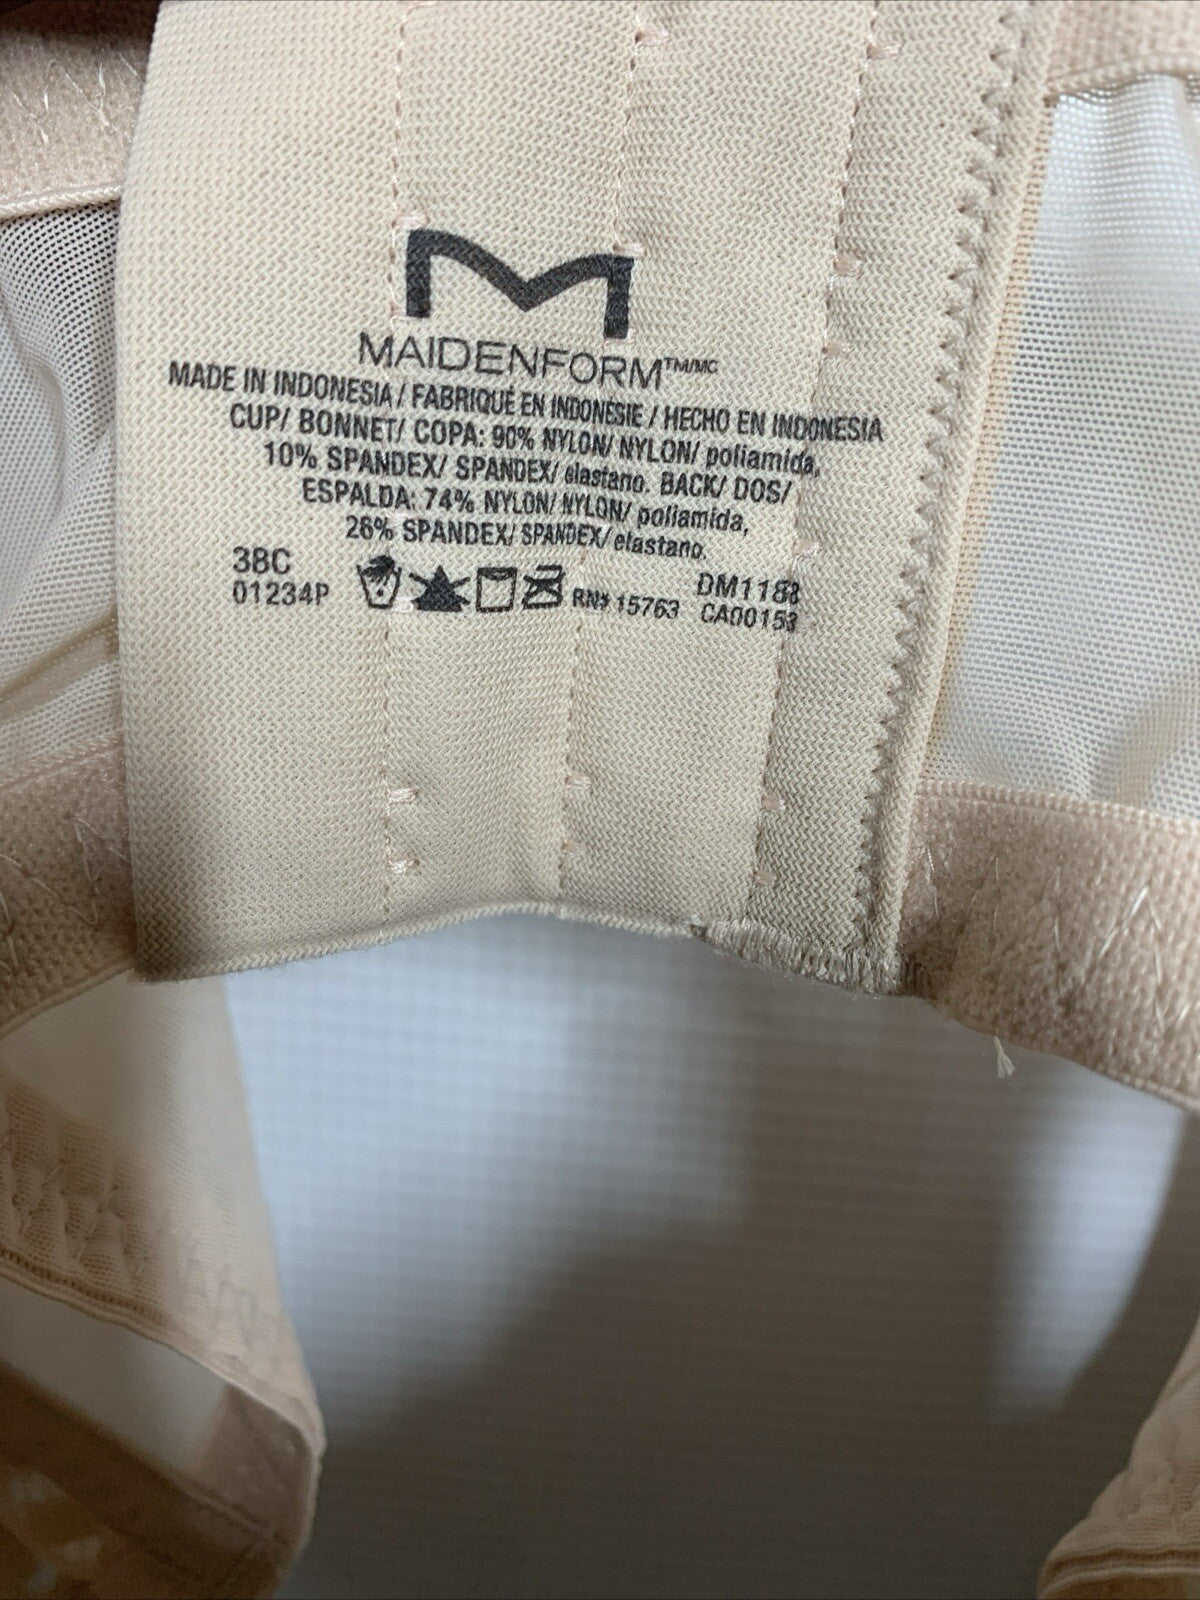 MAIDENFORM™/MC
MADE IN INDONESIA / FABRIQUÉ EN INDONÉSIE / HECHO EN INDONESIA
CUP/ BONNET/ COPA: 90% NYLON/ NYLON/ poliamida,
10% SPANDEX/ SPANDEX/ elastano. BACK/ DOS/
ESPALDA: 74% NYLON/ NYLON/ poliamida,
26% SPANDEX/ SPANDEX/ elastano.
38C
01234P
RN# 15763
DM1188
CA00153